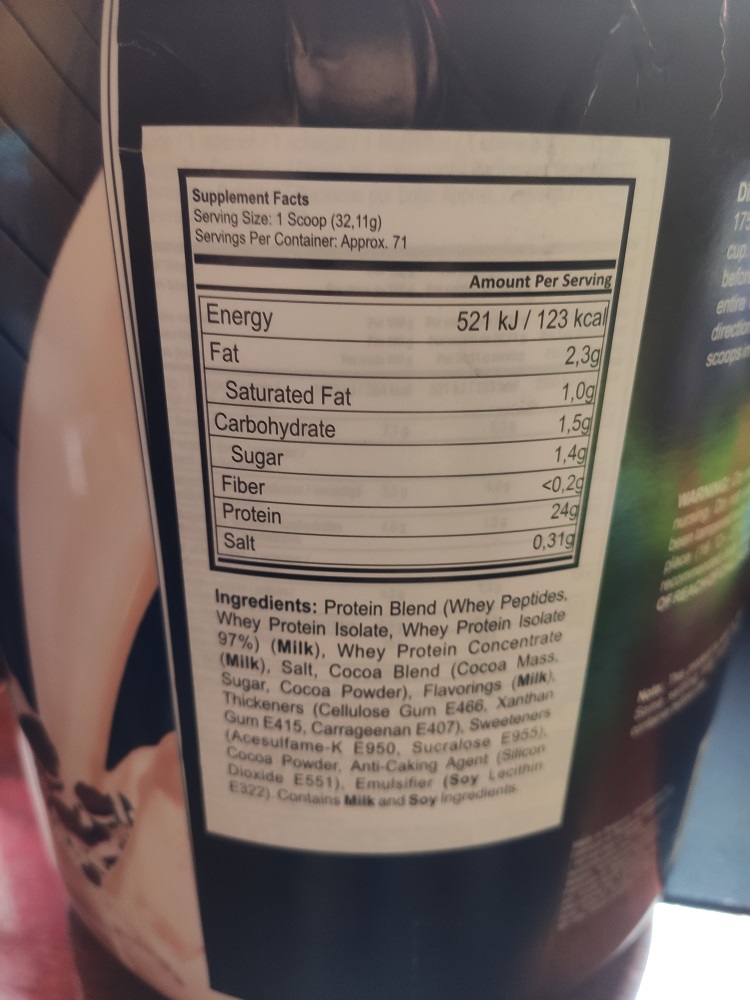 Supplement Facts
Serving Size: 1 Scoop (32,11g)
Servings Per Container: Approx. 71
Amount Per Serving
Energy 521 kJ / 123 kcal
Fat 2,3g
Saturated Fat 1,0g
Carbohydrate 1,5g
Sugar 1,4g
Fiber <0,2g
Protein 24g
Salt 0,31g
Ingredients: Protein Blend (Whey Peptides,
Whey Protein Isolate, Whey Protein Isolate
97%) (Milk), Whey Protein Concentrate
(Milk), Salt, Cocoa Blend (Cocoa Mass,
Sugar, Cocoa Powder), Flavorings (Milk),
Thickeners (Cellulose Gum E466, Xanthan
Gum E415, Carrageenan E407), Sweeteners
(Acesulfame-K E950, Sucralose E955),
Cocoa Powder, Anti-Caking Agent (Silicon
Dioxide E551), Emulsifier (Soy Lecithin
E322). Contains Milk and Soy ingredients.
cup.
entire
scoops
WARNING: